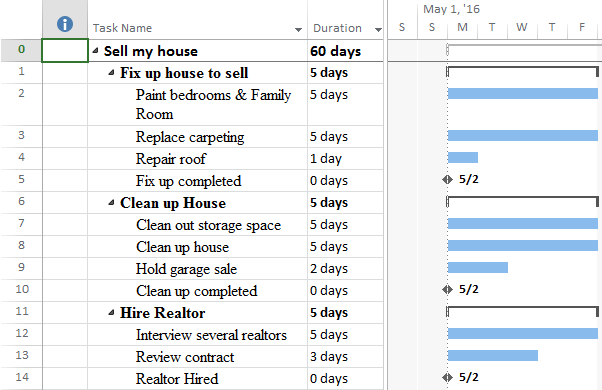 May 1, '16
Task Name Duration S S M T W T F
0 Sell my house 60 days
1 Fix up house to sell 5 days
2 Paint bedrooms & Family 5 days
Room
3 Replace carpeting 5 days
4 Repair roof 1 day
5 Fix up completed 0 days 5/2
6 Clean up House 5 days
7 Clean out storage space 5 days
8 Clean up house 5 days
9 Hold garage sale 2 days
10 Clean up completed 0 days 5/2
11 Hire Realtor 5 days
12 Interview several realtors 5 days
13 Review contract 3 days
14 Realtor Hired 0 days 5/2